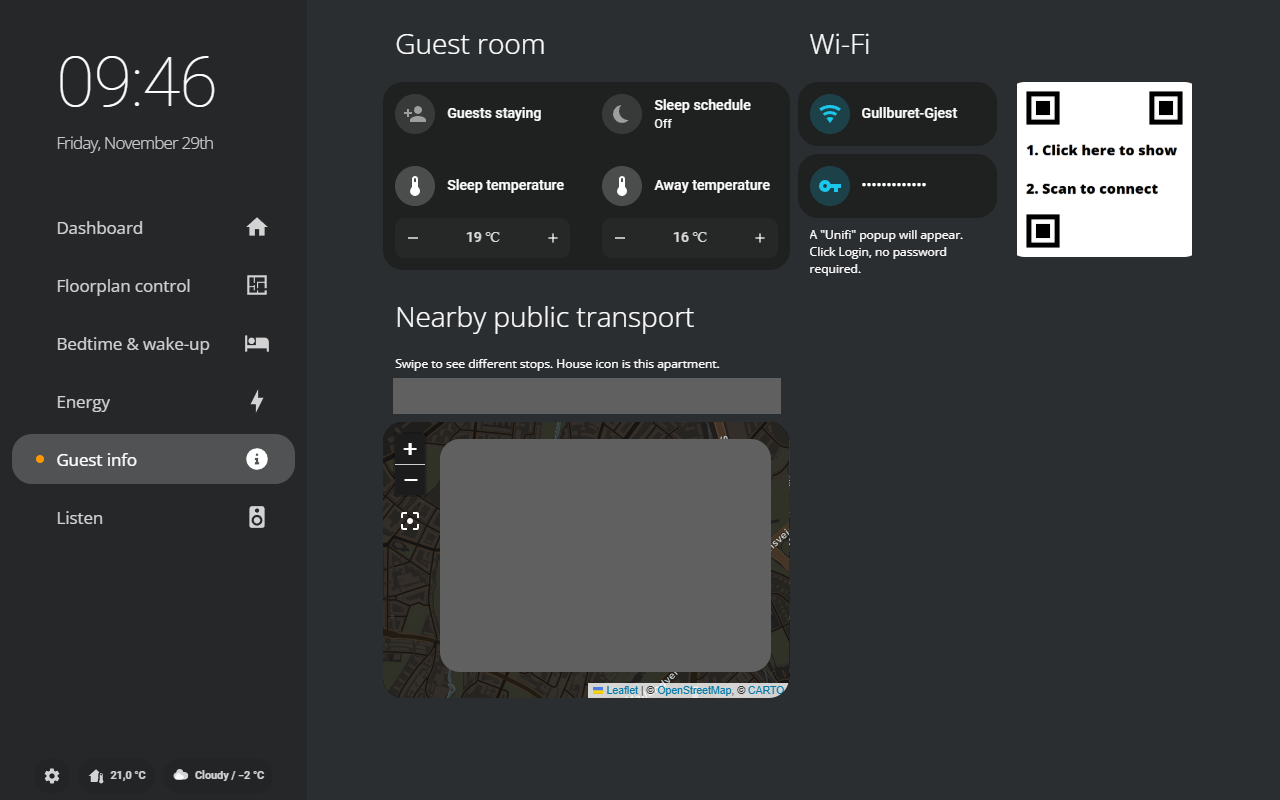 09:46
Friday, November 29th
Dashboard
Floorplan control
Bedtime & wake-up
Energy
Guest info
Listen
21,0 °C
Cloudy / −2 °C
Guest room
Guests staying
Sleep schedule
Off
Sleep temperature
Away temperature
− 19 °C +
− 16 °C +
Wi-Fi
Gullburet-Gjest
•••••••••••••
A "Unifi" popup will appear.
Click Login, no password
required.
1. Click here to show
2. Scan to connect
Nearby public transport
Swipe to see different stops. House icon is this apartment.
+
−
Leaflet | © OpenStreetMap, © CARTO